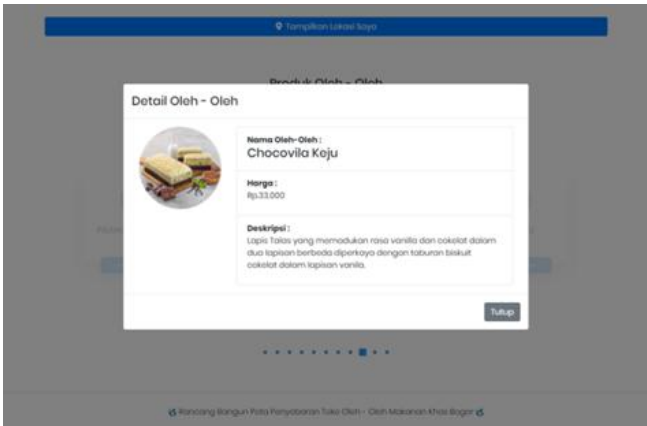 Tampilkan Lokasi Saya
Produk Oleh - Oleh
Detail Oleh - Oleh
Nama Oleh-Oleh :
Chocovila Keju
Harga :
Rp.33.000
Deskripsi :
Lapis Talas yang memadukan rasa vanilla dan cokelat dalam
dua lapisan berbeda diperkaya dengan taburan biskuit
cokelat dalam lapisan vanila.
Tutup
Rancang Bangun Peta Penyebaran Toko Oleh - Oleh Makanan Khas Bogor